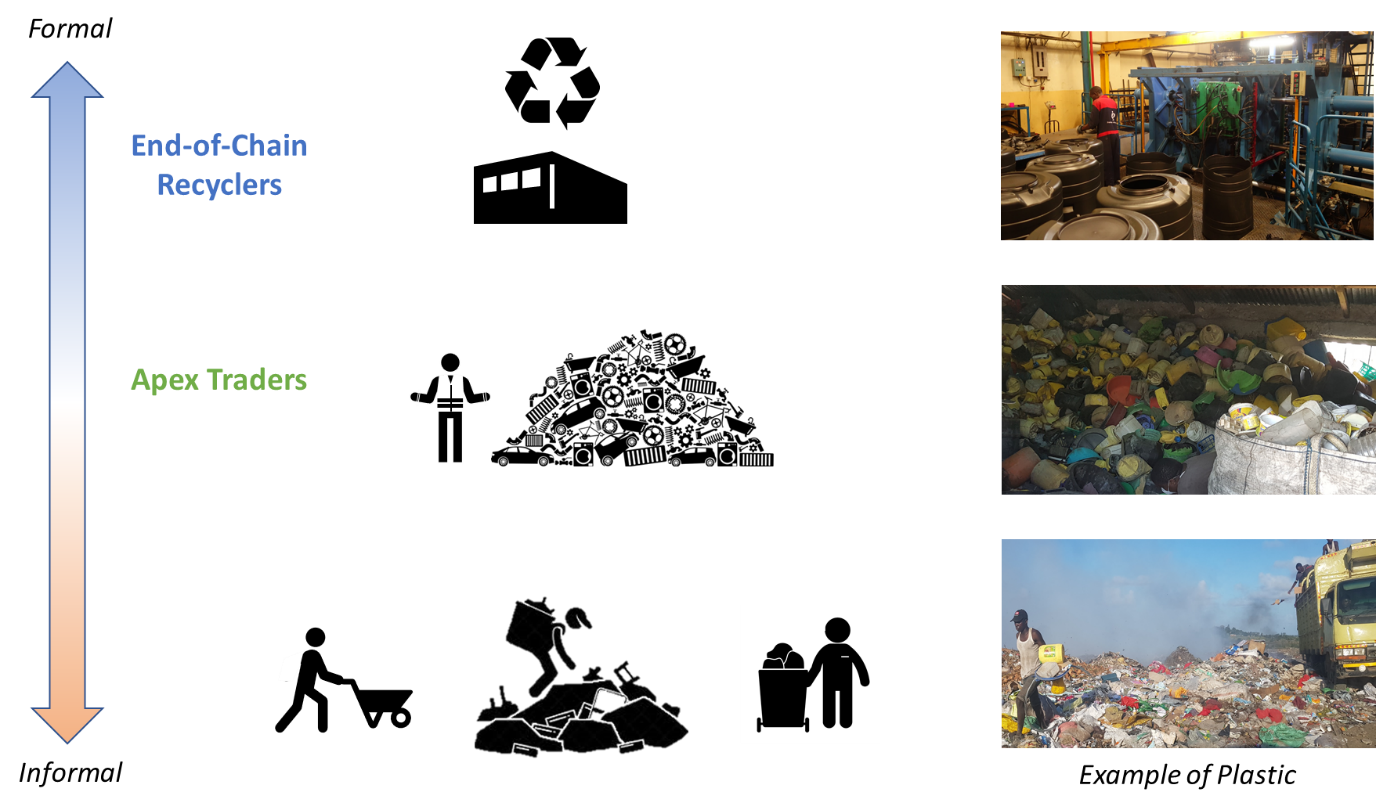 Formal
End-of-Chain
Recyclers
Apex Traders
Informal
Example of Plastic